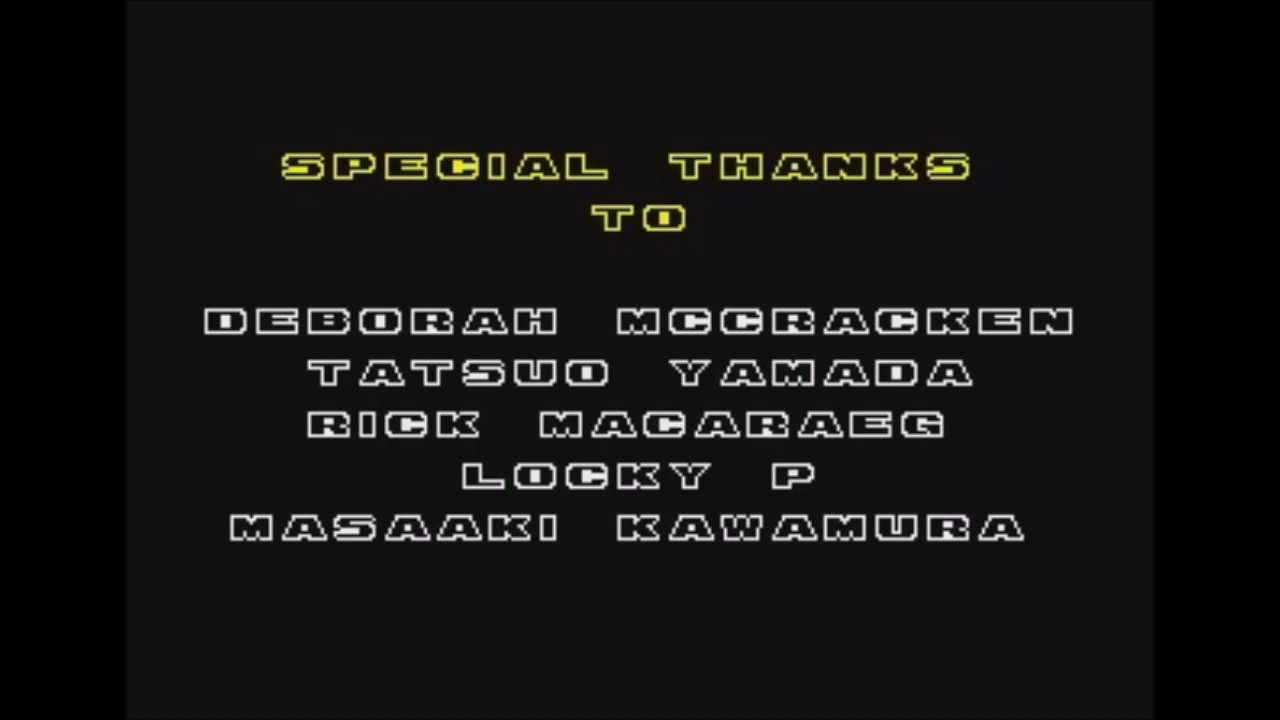 SPECIAL THANKS
TO
DEBORAH MCCRACKEN
TATSUO YAMADA
RICK MACARAEG
LOCKY P
MASAAKI KAWAMURA